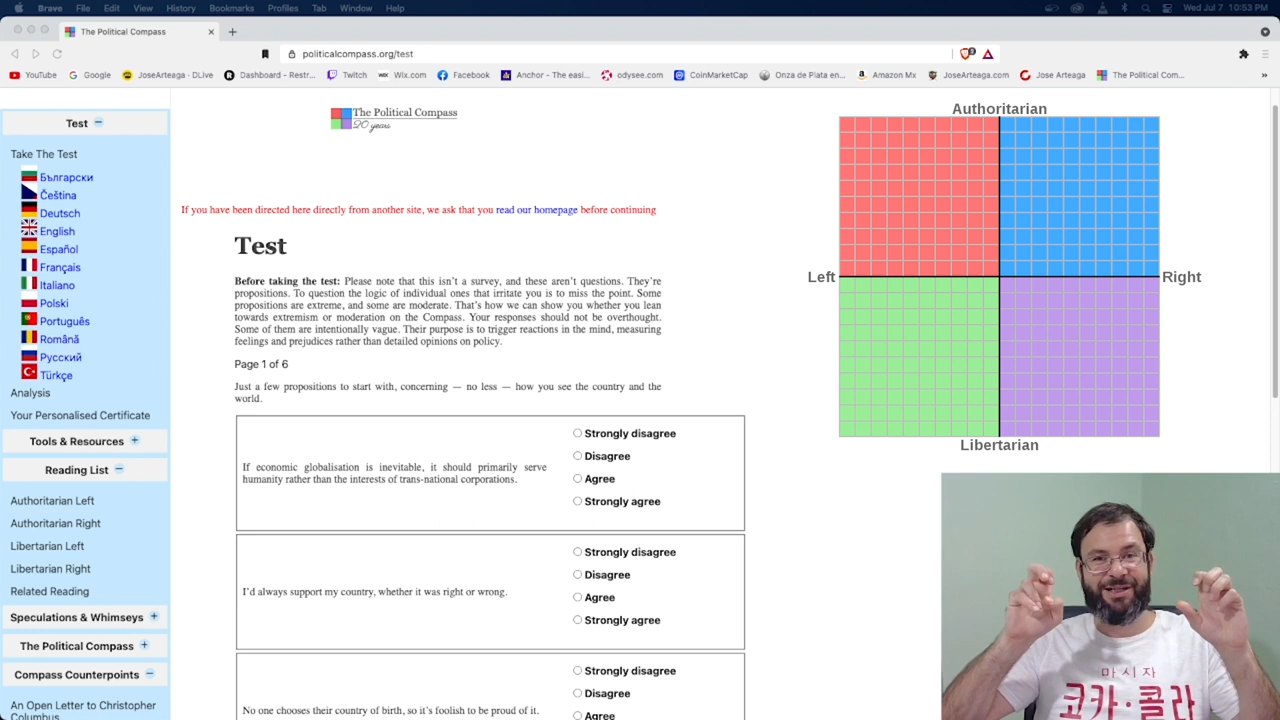 Brave File Edit View History Bookmarks Profiles Tab Window Help
Wed Jul 7 10:53 PM
The Political Compass
politicalcompass.org/test
YouTube Google JoseArteaga · DLive Dashboard - Restr... Twitch Wix.com Facebook Anchor - The easi... odysee.com CoinMarketCap Onza de Plata en... Amazon Mx JoseArteaga.com Jose Arteaga The Political Com...
Test
Take The Test
Български
Čeština
Deutsch
English
Español
Français
Italiano
Polski
Português
Română
Русский
Türkçe
Analysis
Your Personalised Certificate
Tools & Resources
Reading List
Authoritarian Left
Authoritarian Right
Libertarian Left
Libertarian Right
Related Reading
Speculations & Whimseys
The Political Compass
Compass Counterpoints
An Open Letter to Christopher
Columbus
The Political Compass
20 years
If you have been directed here directly from another site, we ask that you read our homepage before continuing
Test
Before taking the test: Please note that this isn't a survey, and these aren't questions. They're
propositions. To question the logic of individual ones that irritate you is to miss the point. Some
propositions are extreme, and some are moderate. That's how we can show you whether you lean
towards extremism or moderation on the Compass. Your responses should not be overthought.
Some of them are intentionally vague. Their purpose is to trigger reactions in the mind, measuring
feelings and prejudices rather than detailed opinions on policy.
Page 1 of 6
Just a few propositions to start with, concerning — no less — how you see the country and the
world.
If economic globalisation is inevitable, it should primarily serve
humanity rather than the interests of trans-national corporations.
Strongly disagree
Disagree
Agree
Strongly agree
I'd always support my country, whether it was right or wrong.
Strongly disagree
Disagree
Agree
Strongly agree
No one chooses their country of birth, so it's foolish to be proud of it.
Strongly disagree
Disagree
Agree
Authoritarian
Left
Right
Libertarian
마시자
코카·콜라